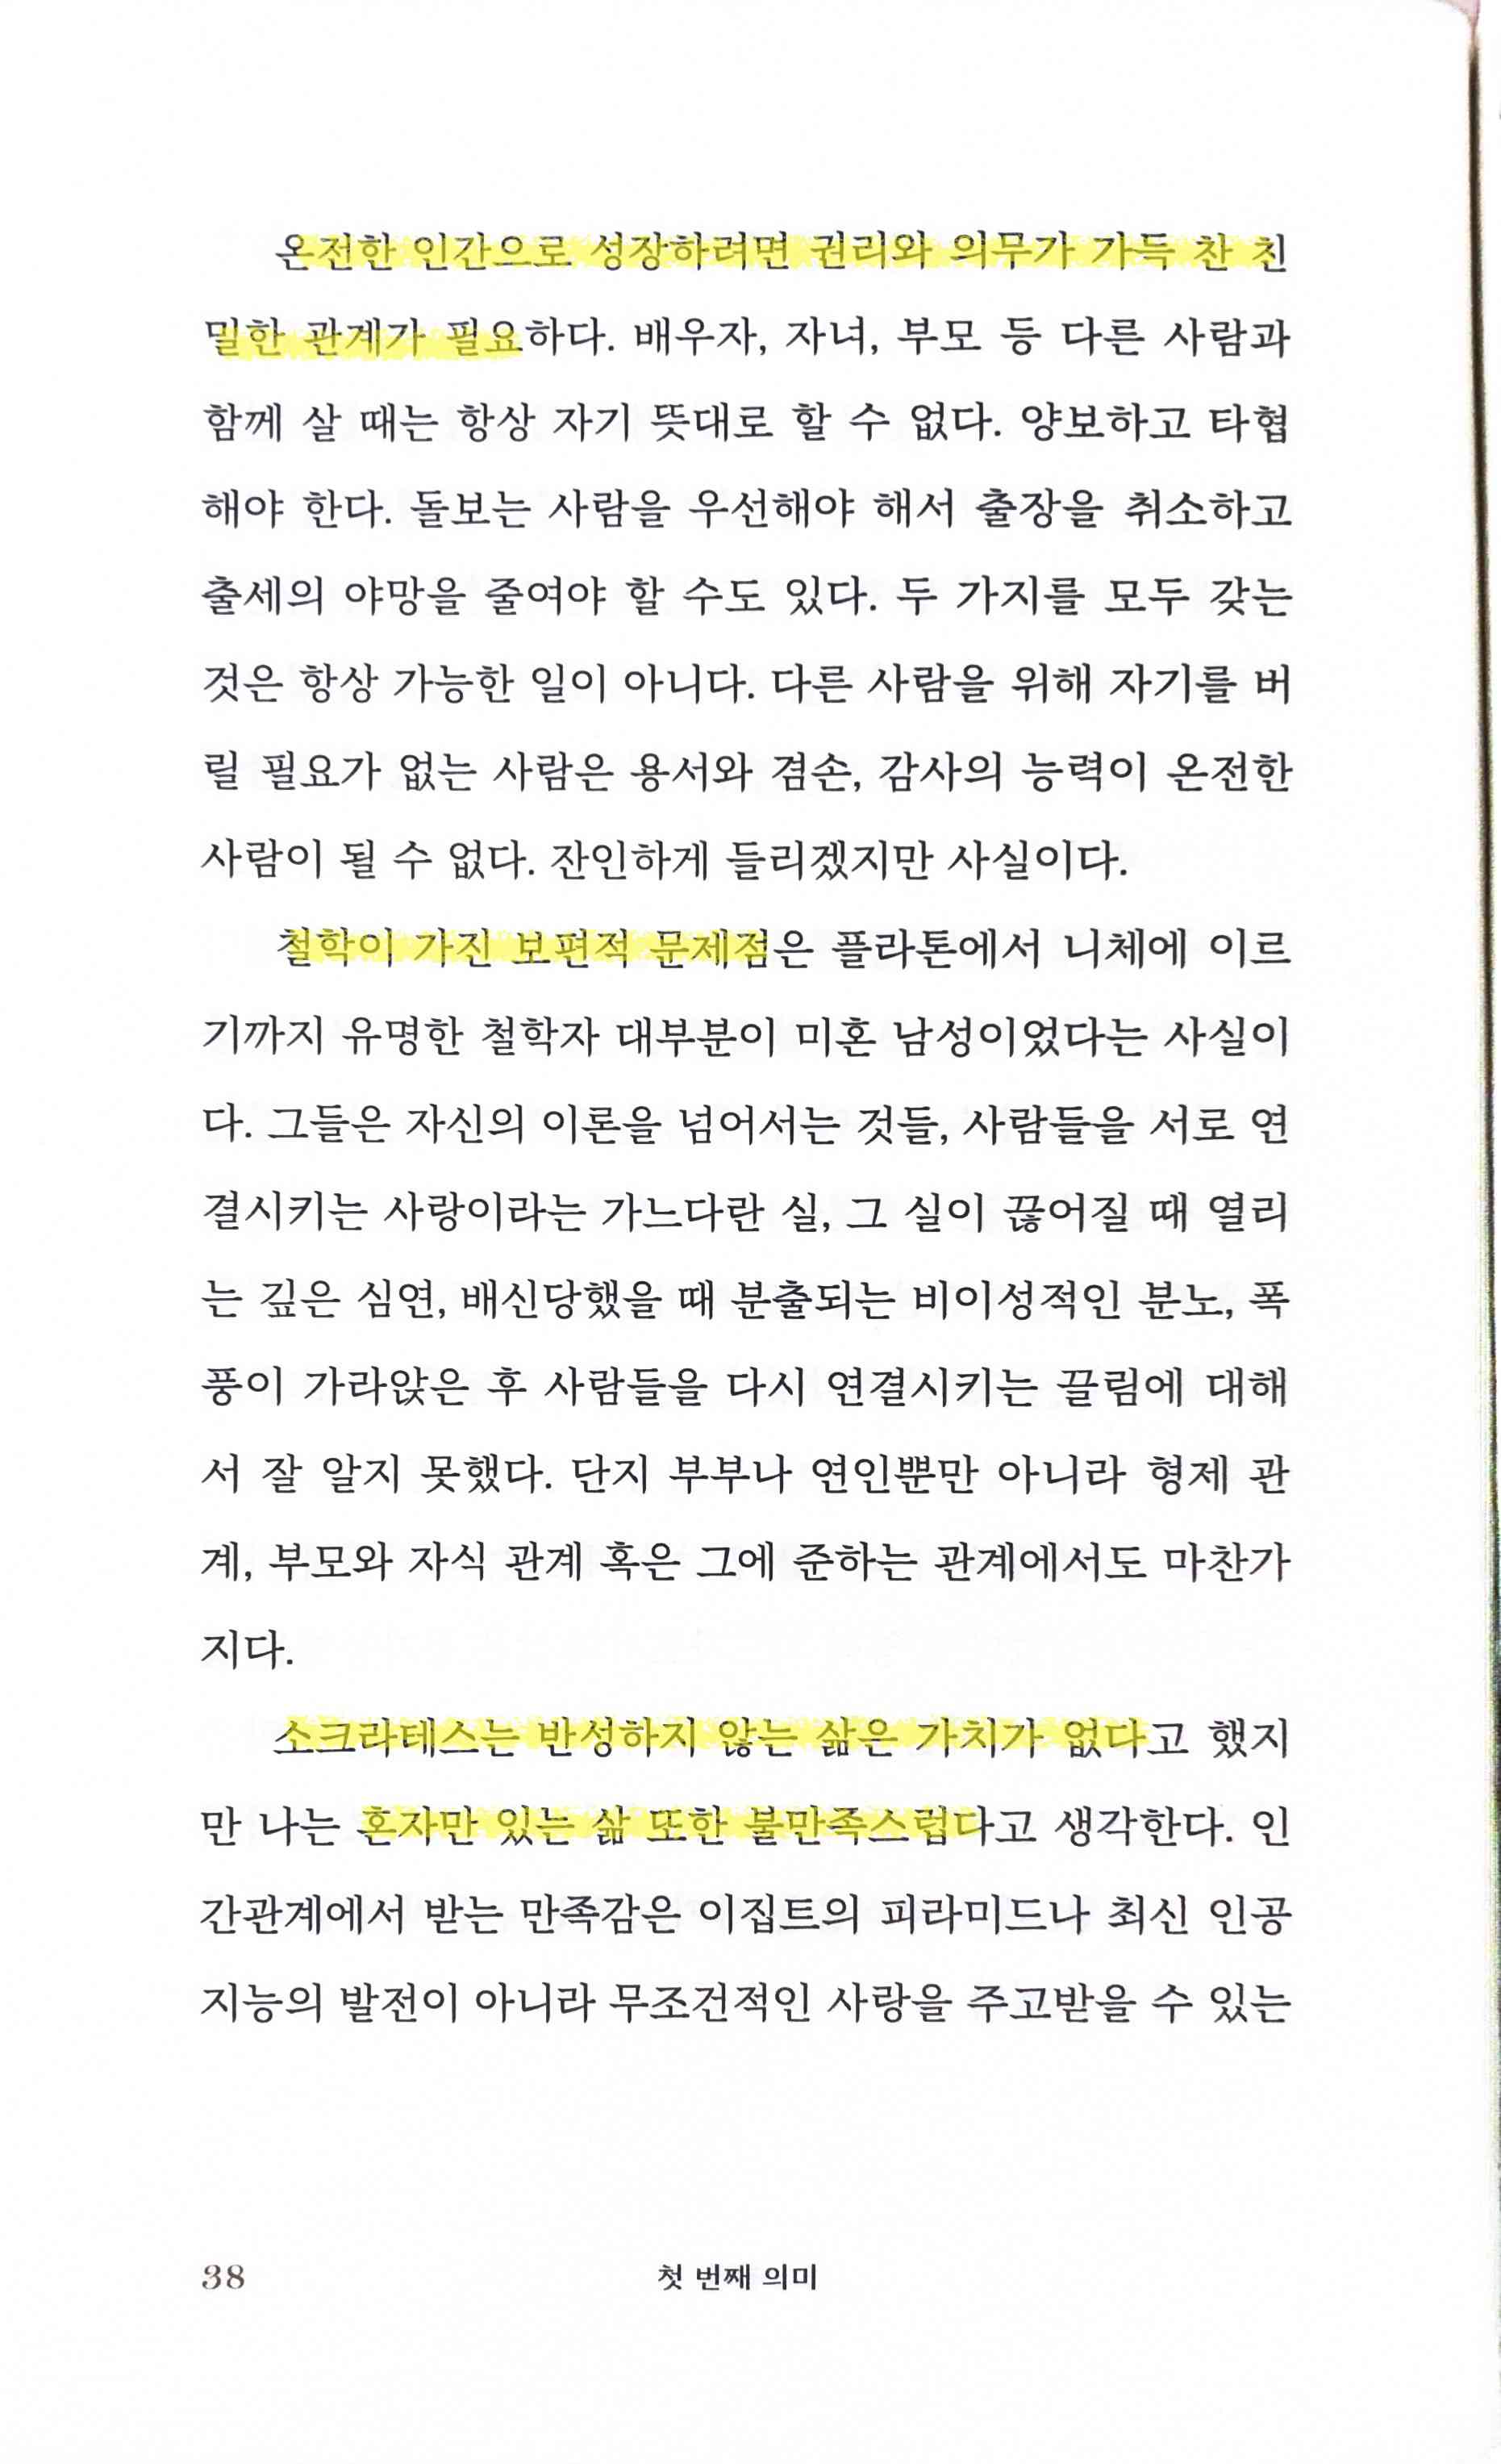 온전한 인간으로 성장하려면 권리와 의무가 가득 찬 친
밀한 관계가 필요하다. 배우자, 자녀, 부모 등 다른 사람과
함께 살 때는 항상 자기 뜻대로 할 수 없다. 양보하고 타협
해야 한다. 돌보는 사람을 우선해야 해서 출장을 취소하고
출세의 야망을 줄여야 할 수도 있다. 두 가지를 모두 갖는
것은 항상 가능한 일이 아니다. 다른 사람을 위해 자기를 버
릴 필요가 없는 사람은 용서와 겸손, 감사의 능력이 온전한
사람이 될 수 없다. 잔인하게 들리겠지만 사실이다.
철학이 가진 보편적 문제점은 플라톤에서 니체에 이르
기까지 유명한 철학자 대부분이 미혼 남성이었다는 사실이
다. 그들은 자신의 이론을 넘어서는 것들, 사람들을 서로 연
결시키는 사랑이라는 가느다란 실, 그 실이 끊어질 때 열리
는 깊은 심연, 배신당했을 때 분출되는 비이성적인 분노, 폭
풍이 가라앉은 후 사람들을 다시 연결시키는 끌림에 대해
서 잘 알지 못했다. 단지 부부나 연인뿐만 아니라 형제 관
계, 부모와 자식 관계 혹은 그에 준하는 관계에서도 마찬가
지다.
소크라테스는 반성하지 않는 삶은 가치가 없다고 했지
만 나는 혼자만 있는 삶 또한 불만족스럽다고 생각한다. 인
간관계에서 받는 만족감은 이집트의 피라미드나 최신 인공
지능의 발전이 아니라 무조건적인 사랑을 주고받을 수 있는
38 첫 번째 의미